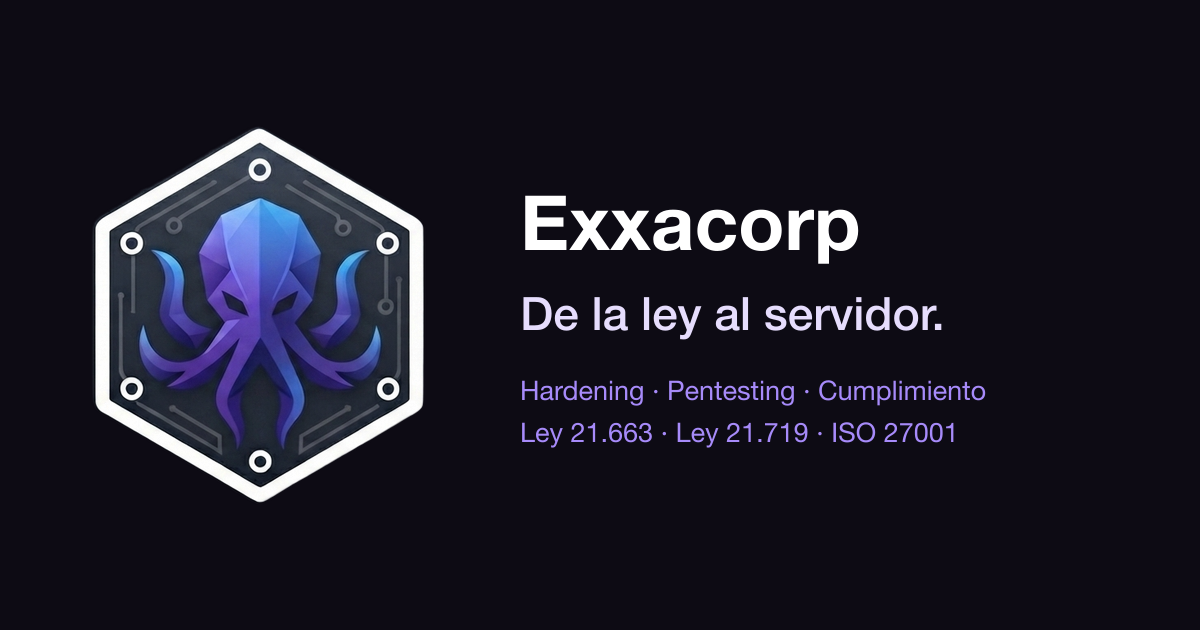 Exxacorp
De la ley al servidor.
Hardening · Pentesting · Cumplimiento
Ley 21.663 · Ley 21.719 · ISO 27001